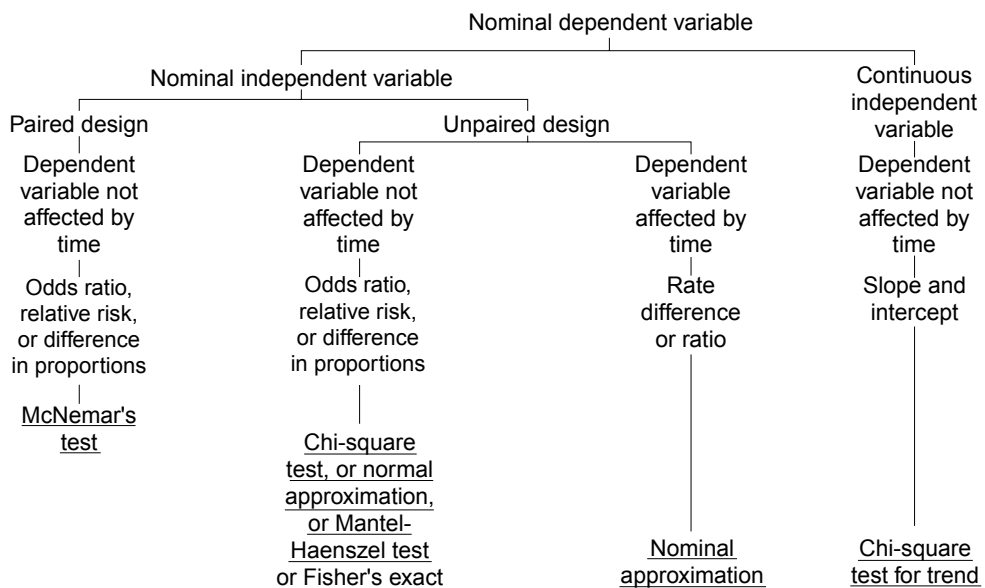 Nominal dependent variable
Nominal independent variable
Continuous
independent
variable
Paired design
Unpaired design
Dependent
variable not
affected by
time
Dependent
variable not
affected by
time
Dependent
variable
affected by
time
Dependent
variable not
affected by
time
Odds ratio,
relative risk,
or difference
in proportions
Odds ratio,
relative risk,
or difference
in proportions
Rate
difference
or ratio
Slope and
intercept
McNemar's
test
Chi-square
test, or normal
approximation,
or Mantel-
Haenszel test
or Fisher's exact
Nominal
approximation
Chi-square
test for trend